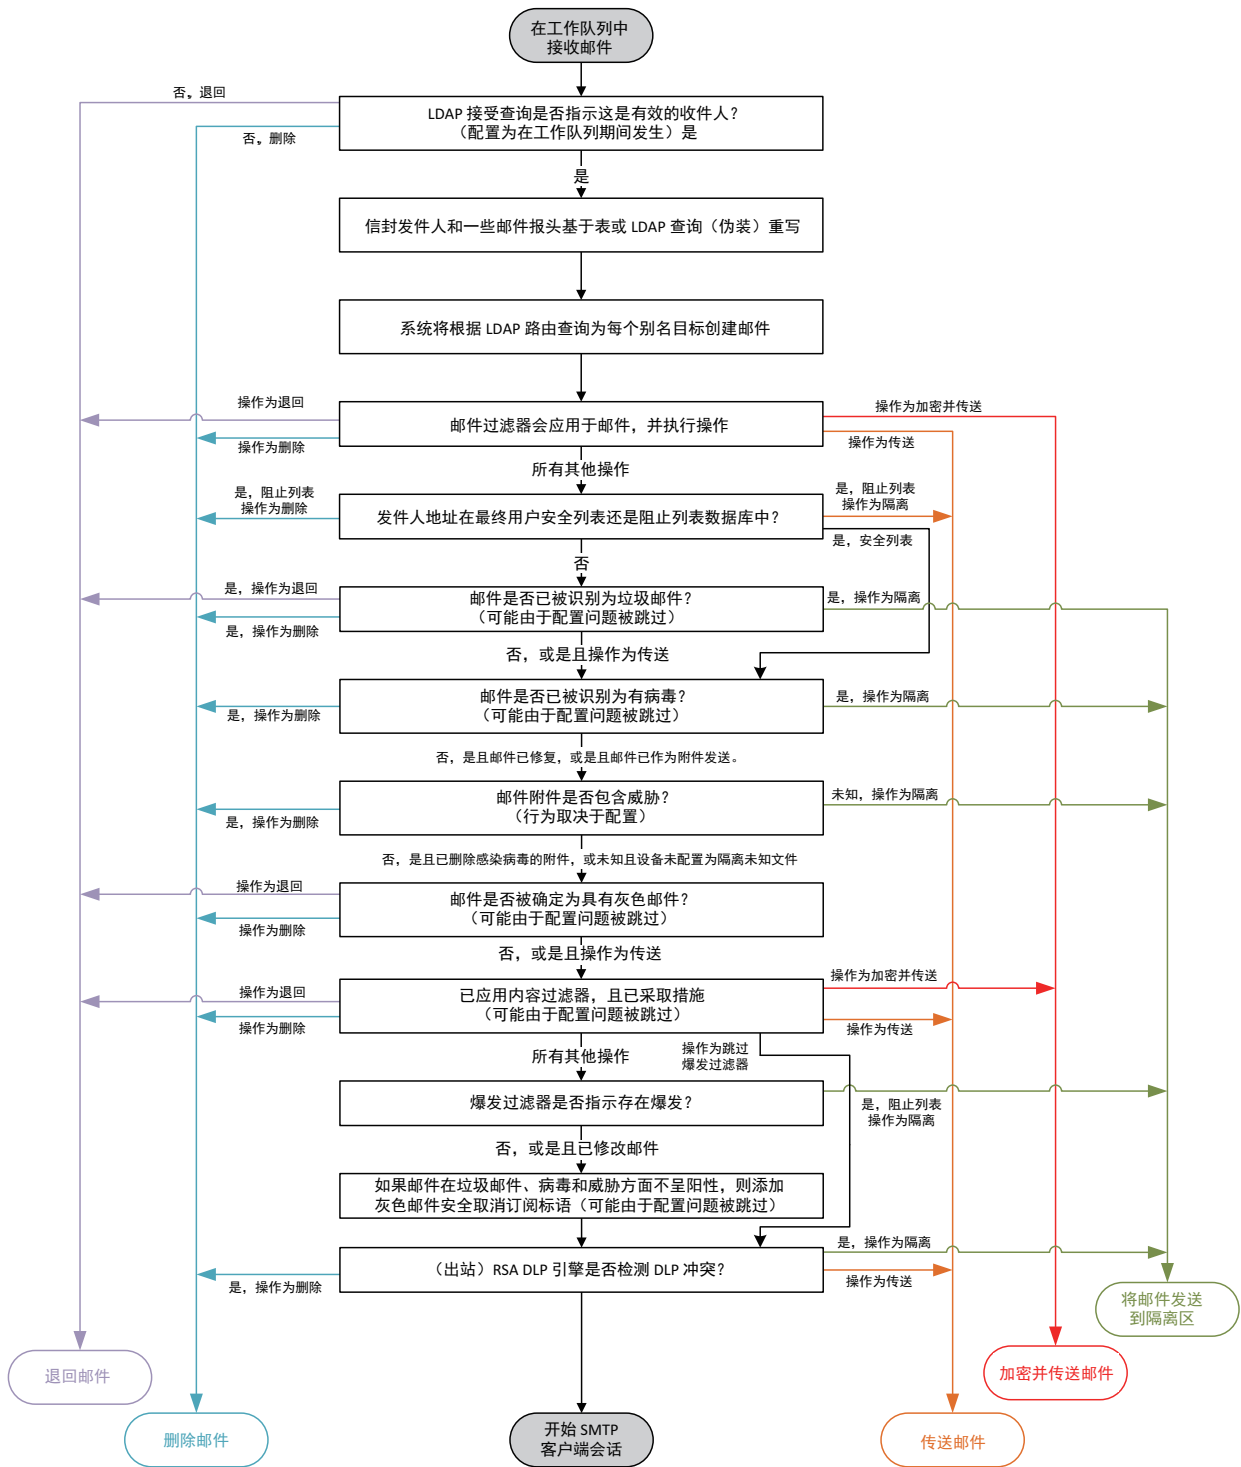 在工作队列中
接收邮件
否。退回
LDAP 接受查询是否指示这是有效的收件人?
(配置为在工作队列期间发生)是
否。删除
是
信封发件人和一些邮件报头基于表或 LDAP 查询(伪装)重写
系统将根据 LDAP 路由查询为每个别名目标创建邮件
操作为退回
操作为加密并传送
邮件过滤器会应用于邮件，并执行操作
操作为删除
操作为传送
所有其他操作
是，阻止列表
操作为删除
是，阻止列表
操作为隔离
发件人地址在最终用户安全列表还是阻止列表数据库中?
是，安全列表
否
是，操作为退回
邮件是否已被识别为垃圾邮件?
(可能由于配置问题被跳过)
是，操作为隔离
是，操作为删除
否，或是且操作为传送
邮件是否已被识别为有病毒?
(可能由于配置问题被跳过)
是，操作为隔离
是，操作为删除
否，是且邮件已修复，或是且邮件已作为附件发送。
邮件附件是否包含威胁?
(行为取决于配置)
未知，操作为隔离
是，操作为删除
否，是且已删除感染病毒的附件，或未知且设备未配置为隔离未知文件
操作为退回
邮件是否被确定为具有灰色邮件?
(可能由于配置问题被跳过)
操作为删除
否，或是且操作为传送
操作为加密并传送
操作为退回
已应用内容过滤器，且已采取措施
(可能由于配置问题被跳过)
操作为删除
操作为传送
所有其他操作
操作为跳过
爆发过滤器
爆发过滤器是否指示存在爆发?
是，阻止列表
操作为隔离
否，或是且已修改邮件
如果邮件在垃圾邮件、病毒和威胁方面不呈阳性，则添加
灰色邮件安全取消订阅标语(可能由于配置问题被跳过)
是，操作为隔离
(出站)RSA DLP 引擎是否检测 DLP 冲突?
是，操作为删除
操作为传送
将邮件发送
到隔离区
退回邮件
加密并传送邮件
删除邮件
开始 SMTP
客户端会话
传送邮件